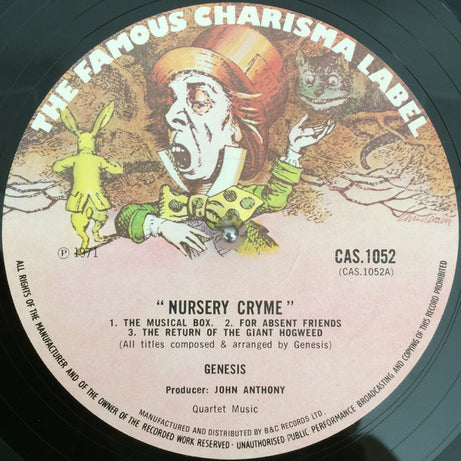 THE FAMOUS CHARISMA LABEL
℗ 1971
CAS.1052
(CAS.1052A)
" NURSERY CRYME "
1. THE MUSICAL BOX. 2. FOR ABSENT FRIENDS
3. THE RETURN OF THE GIANT HOGWEED
(All titles composed & arranged by Genesis)
GENESIS
Producer: JOHN ANTHONY
Quartet Music
MANUFACTURED AND DISTRIBUTED BY B&C RECORDS LTD.
ALL RIGHTS OF THE MANUFACTURER AND OF THE OWNER OF THE RECORDED WORK RESERVED · UNAUTHORISED PUBLIC PERFORMANCE BROADCASTING AND COPYING OF THIS RECORD PROHIBITED